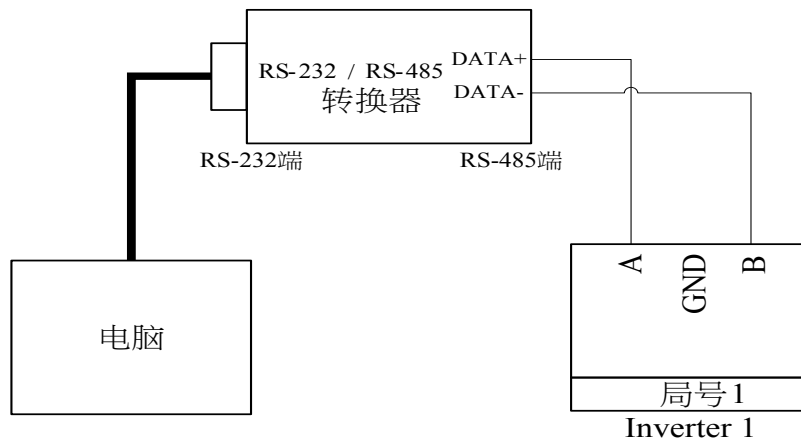 RS-232 / RS-485
转换器
DATA+
DATA-
RS-232端
RS-485端
电脑
A
GND
B
局号1
Inverter 1